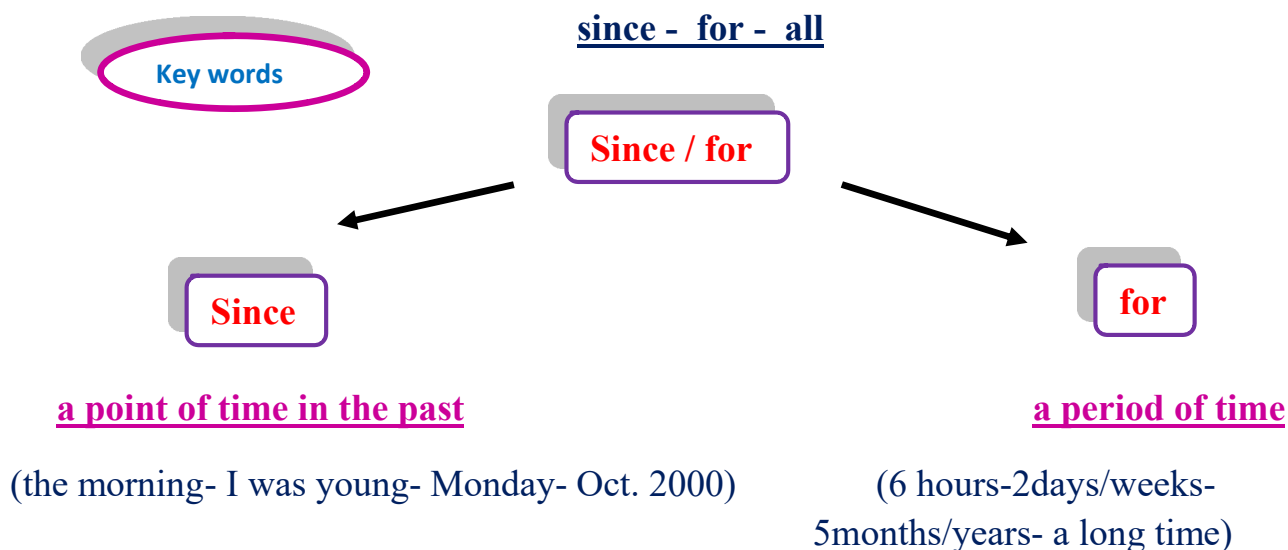 since - for - all
Key words
Since / for
Since
for
a point of time in the past
a period of time
(the morning- I was young- Monday- Oct. 2000)
(6 hours-2days/weeks-
5months/years- a long time)